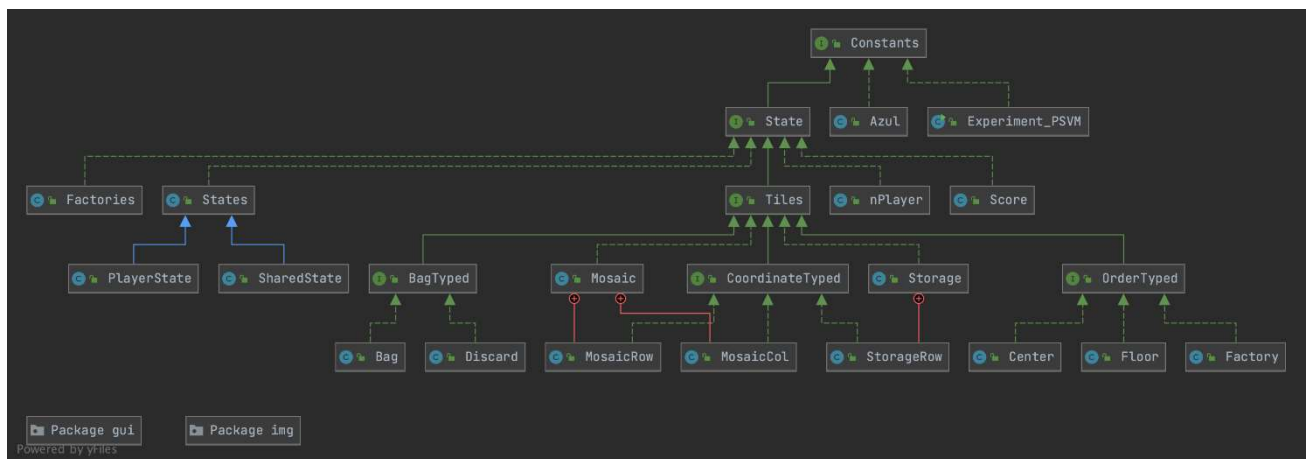 Constants
State
Azul
Experiment_PSVM
Factories
States
Tiles
nPlayer
Score
PlayerState
SharedState
BagTyped
Mosaic
CoordinateTyped
Storage
OrderTyped
Bag
Discard
MosaicRow
MosaicCol
StorageRow
Center
Floor
Factory
Package gui
Package img
Powered by yFiles